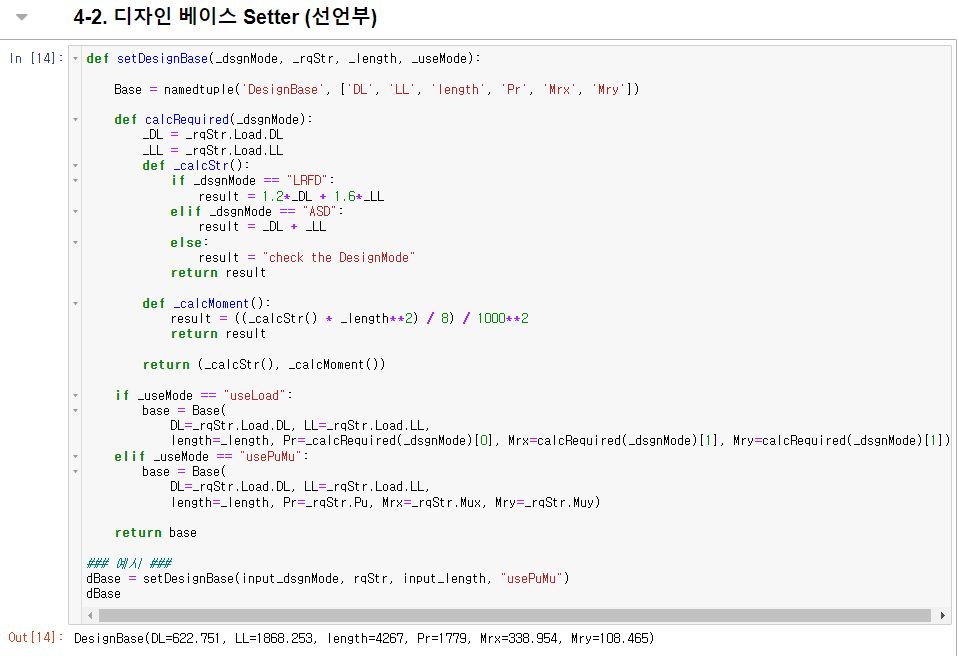 4-2. 디자인 베이스 Setter (선언부)
In [14]:
def setDesignBase(_dsgnMode, _rqStr, _length, _useMode):
    Base = namedtuple('DesignBase', ['DL', 'LL', 'length', 'Pr', 'Mrx', 'Mry'])
    def calcRequired(_dsgnMode):
        _DL = _rqStr.Load.DL
        _LL = _rqStr.Load.LL
        def _calcStr():
            if _dsgnMode == "LRFD":
                result = 1.2*_DL + 1.6*_LL
            elif _dsgnMode == "ASD":
                result = _DL + _LL
            else:
                result = "check the DesignMode"
            return result
        def _calcMoment():
            result = ((_calcStr() * _length**2) / 8) / 1000**2
            return result
        return (_calcStr(), _calcMoment())
    if _useMode == "useLoad":
        base = Base(
            DL=_rqStr.Load.DL, LL=_rqStr.Load.LL,
            length=_length, Pr=_calcRequired(_dsgnMode)[0], Mrx=calcRequired(_dsgnMode)[1], Mry=calcRequired(_dsgnMode)[1])
    elif _useMode == "usePuMu":
        base = Base(
            DL=_rqStr.Load.DL, LL=_rqStr.Load.LL,
            length=_length, Pr=_rqStr.Pu, Mrx=_rqStr.Mux, Mry=_rqStr.Muy)
    return base
### 예시 ###
dBase = setDesignBase(input_dsgnMode, rqStr, input_length, "usePuMu")
dBase
Out[14]: DesignBase(DL=622.751, LL=1868.253, length=4267, Pr=1779, Mrx=338.954, Mry=108.465)